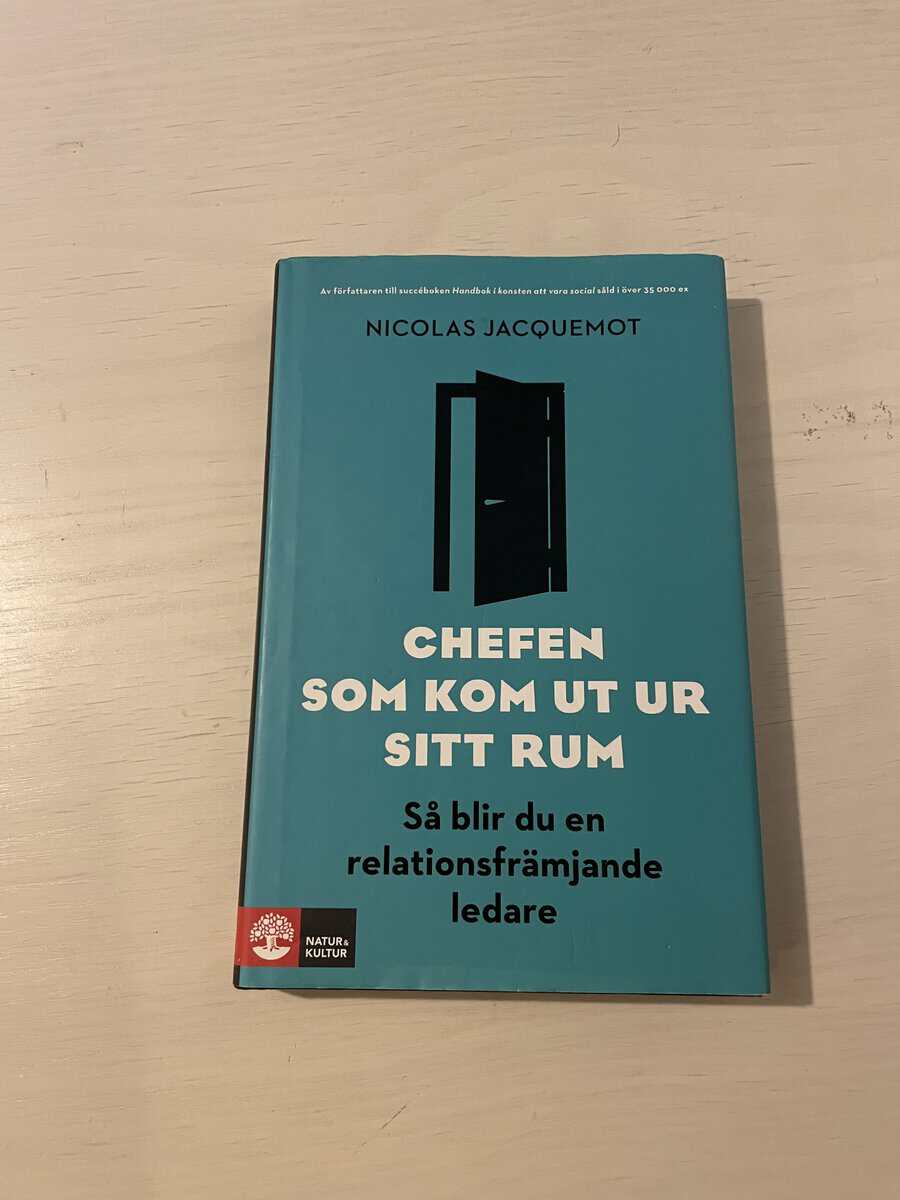 Av författaren till succéboken Handbok i konsten att vara social såld i över 35 000 ex
NICOLAS JACQUEMOT
CHEFEN
SOM KOM UT UR
SITT RUM
Så blir du en
relationsfrämjande
ledare
NATUR &
KULTUR